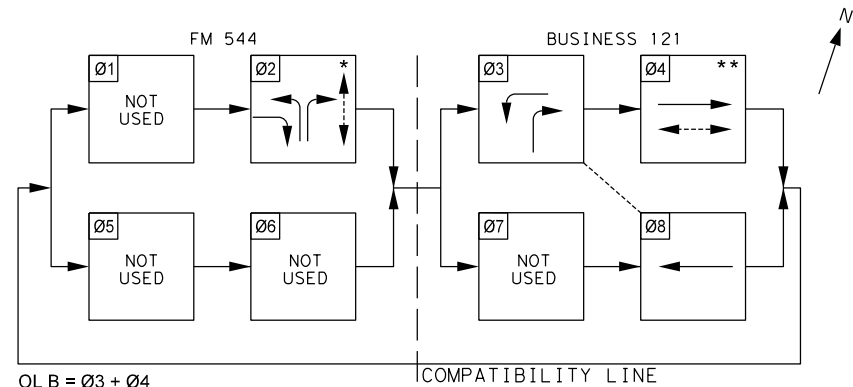 N
FM 544
BUSINESS 121
Ø1
NOT
USED
Ø2
*
Ø3
Ø4
**
Ø5
NOT
USED
Ø6
NOT
USED
Ø7
NOT
USED
Ø8
OL B = Ø3 + Ø4
COMPATIBILITY LINE